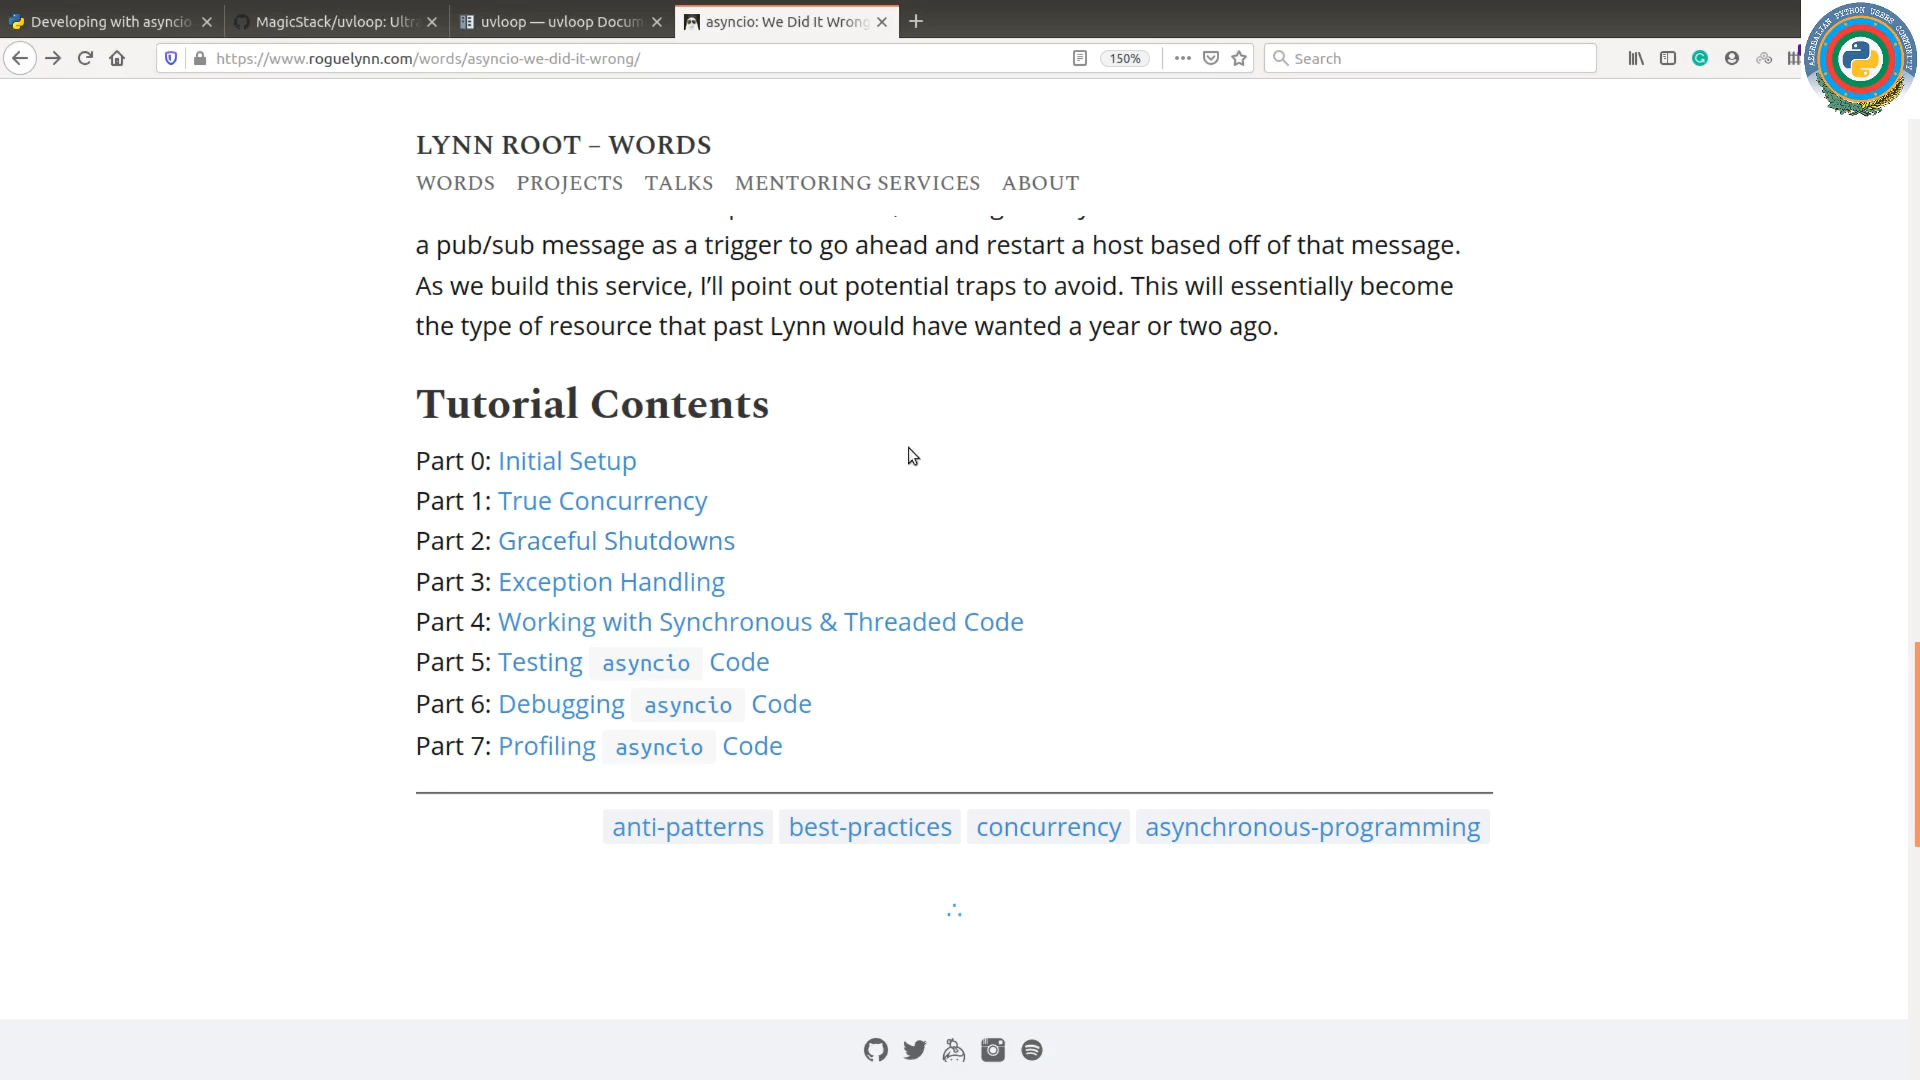 Developing with asyncio
MagicStack/uvloop: Ultra
uvloop — uvloop Docum
asyncio: We Did It Wrong
https://www.roguelynn.com/words/asyncio-we-did-it-wrong/
150%
Search
AZERBAIJAN PYTHON USERS COMMUNITY
LYNN ROOT – WORDS
WORDS PROJECTS TALKS MENTORING SERVICES ABOUT
a pub/sub message as a trigger to go ahead and restart a host based off of that message.
As we build this service, I’ll point out potential traps to avoid. This will essentially become
the type of resource that past Lynn would have wanted a year or two ago.
Tutorial Contents
Part 0: Initial Setup
Part 1: True Concurrency
Part 2: Graceful Shutdowns
Part 3: Exception Handling
Part 4: Working with Synchronous & Threaded Code
Part 5: Testing asyncio Code
Part 6: Debugging asyncio Code
Part 7: Profiling asyncio Code
anti-patterns best-practices concurrency asynchronous-programming